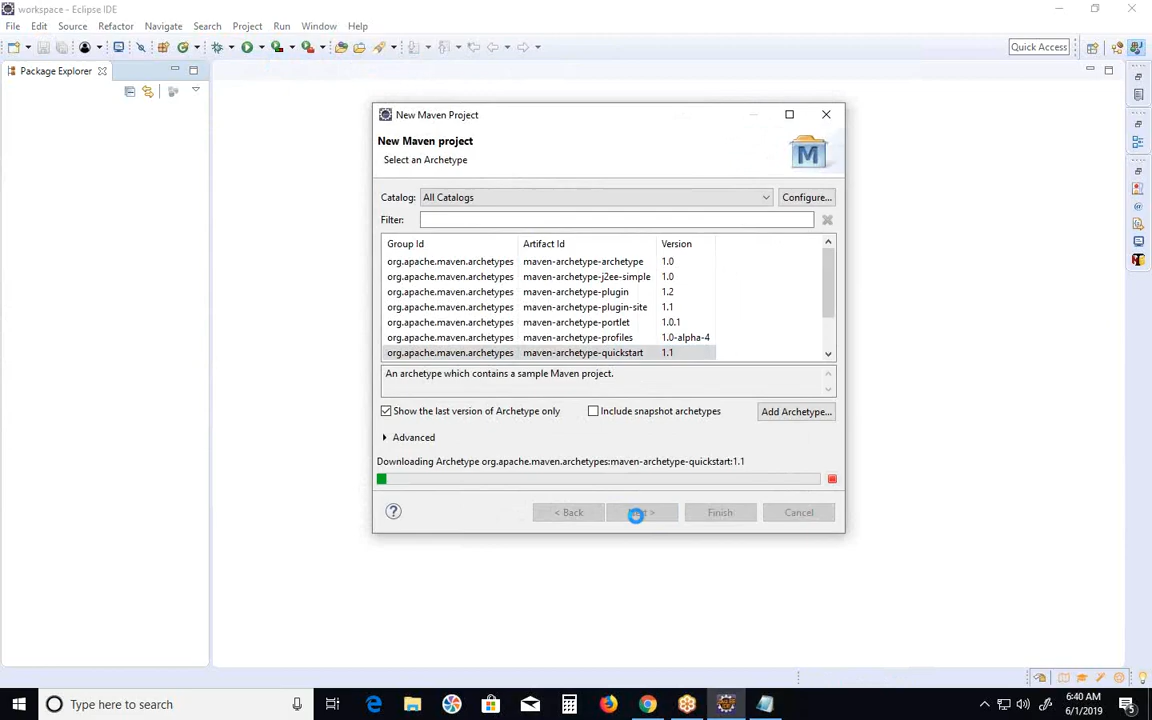 workspace - Eclipse IDE
File Edit Source Refactor Navigate Search Project Run Window Help
Quick Access
Package Explorer
New Maven Project
New Maven project
Select an Archetype
M
Catalog: All Catalogs Configure...
Filter:
Group Id Artifact Id Version
org.apache.maven.archetypes maven-archetype-archetype 1.0
org.apache.maven.archetypes maven-archetype-j2ee-simple 1.0
org.apache.maven.archetypes maven-archetype-plugin 1.2
org.apache.maven.archetypes maven-archetype-plugin-site 1.1
org.apache.maven.archetypes maven-archetype-portlet 1.0.1
org.apache.maven.archetypes maven-archetype-profiles 1.0-alpha-4
org.apache.maven.archetypes maven-archetype-quickstart 1.1
An archetype which contains a sample Maven project.
Show the last version of Archetype only Include snapshot archetypes Add Archetype...
Advanced
Downloading Archetype org.apache.maven.archetypes:maven-archetype-quickstart:1.1
? < Back > Finish Cancel
Type here to search
6:40 AM
6/1/2019
5